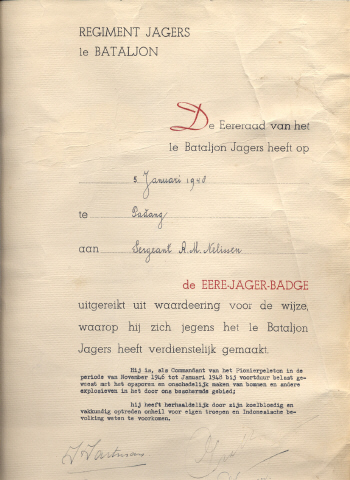 REGIMENT JAGERS
1e BATALJON
De Eereraad van het
1e Bataljon Jagers heeft op
5 Januari 1948
te Padang
aan Sergeant A.M. Nelissen
de EERE-JAGER-BADGE
uitgereikt uit waardeering voor de wijze,
waarop hij zich jegens het 1e Bataljon
Jagers heeft verdienstelijk gemaakt.
Hij is, als Commandant van het Pionierpeleton in de
periode van November 1946 tot Januari 1948 bij voortduur belast ge-
weest met het opsporen en onschadelijk maken van bommen en andere
explosieven in het door ons beschermde gebied;
hij heeft herhaaldelijk door zijn koelbloedig en
vakkundig optreden onheil voor eigen troepen en Indonesische be-
volking weten te voorkomen.